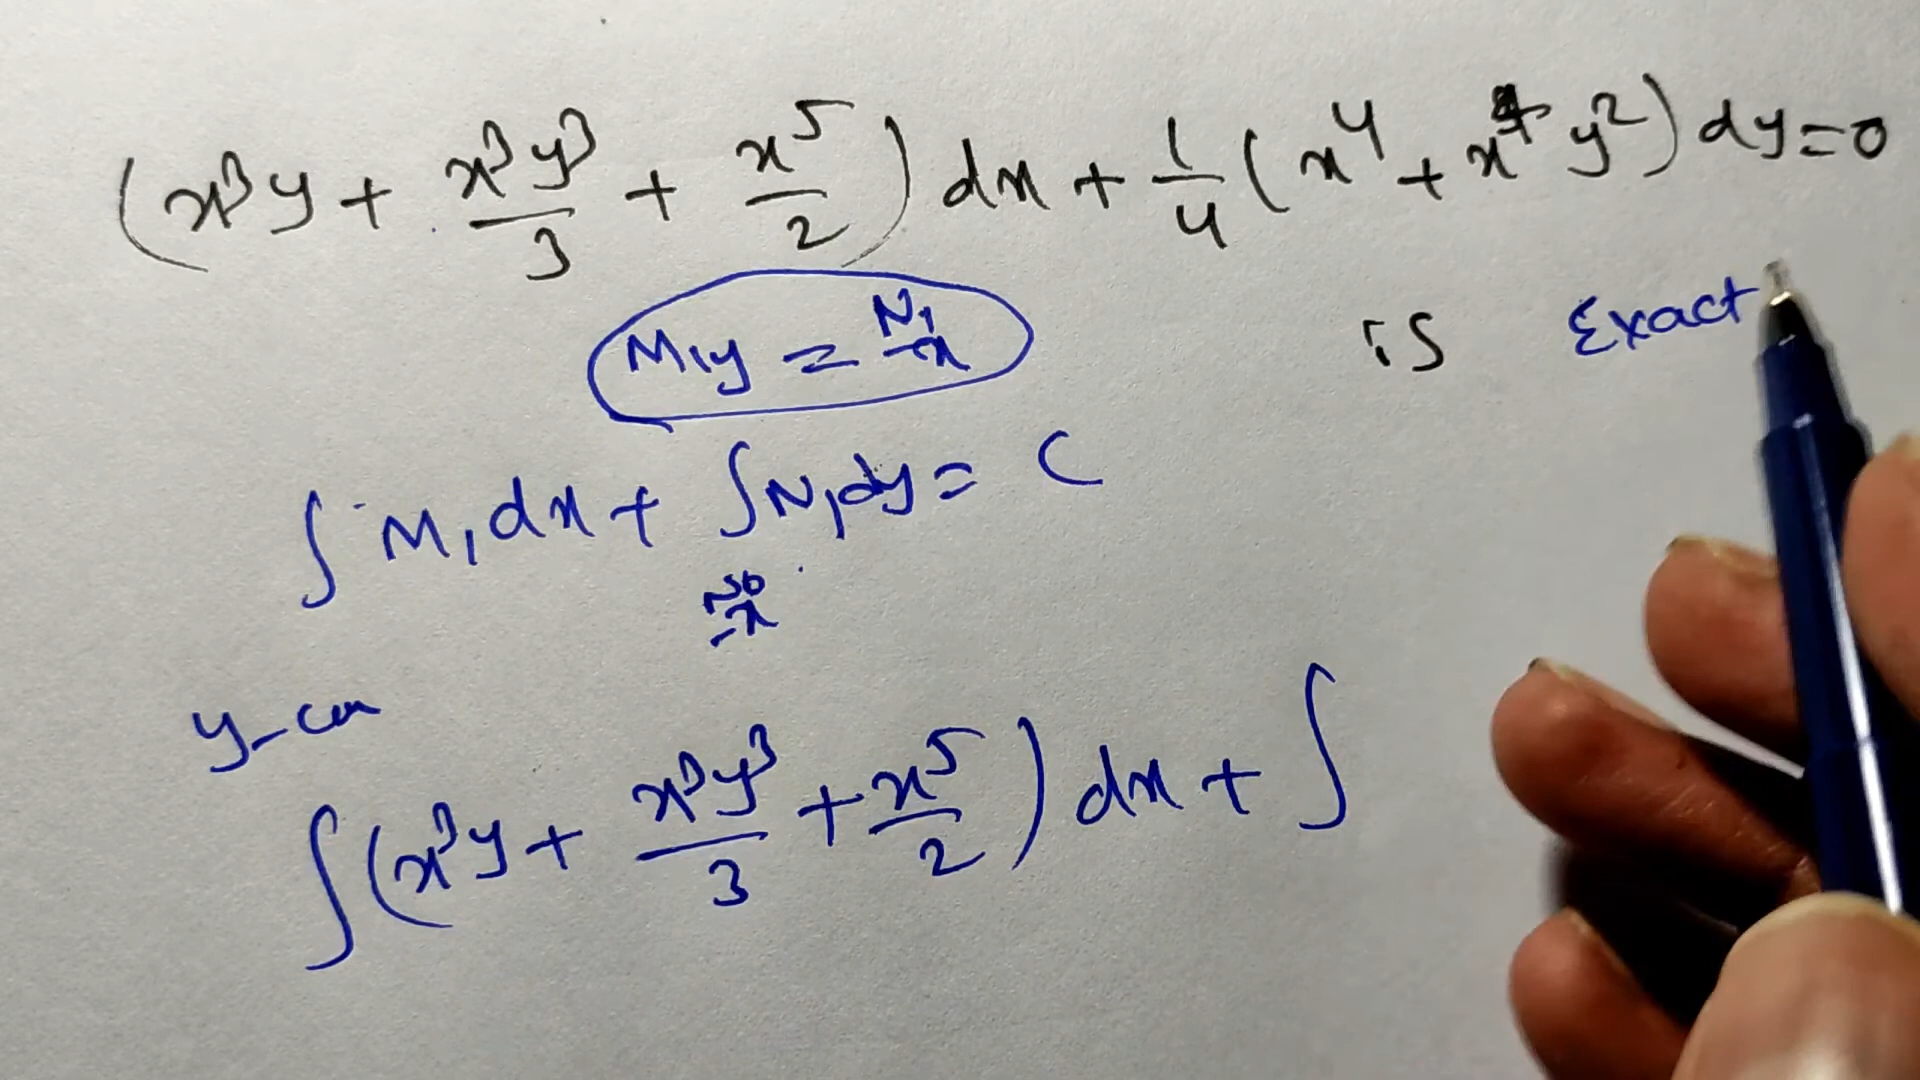 (x³y + x³y³/3 + x⁵/2) dx + 1/4 (x⁴ + x⁴y²) dy = 0
M₁y = N₁x is Exact
∫ M₁dx + ∫N₁dy = C
no x
y-con
∫(x³y + x³y³/3 + x⁵/2) dx + ∫